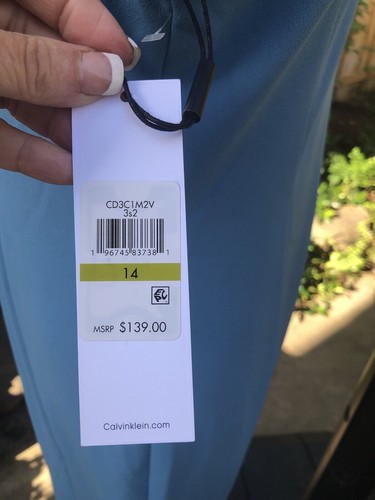 CD3C1M2V
3s2
1 96745 83738 1
14
MSRP $139.00
Calvinklein.com